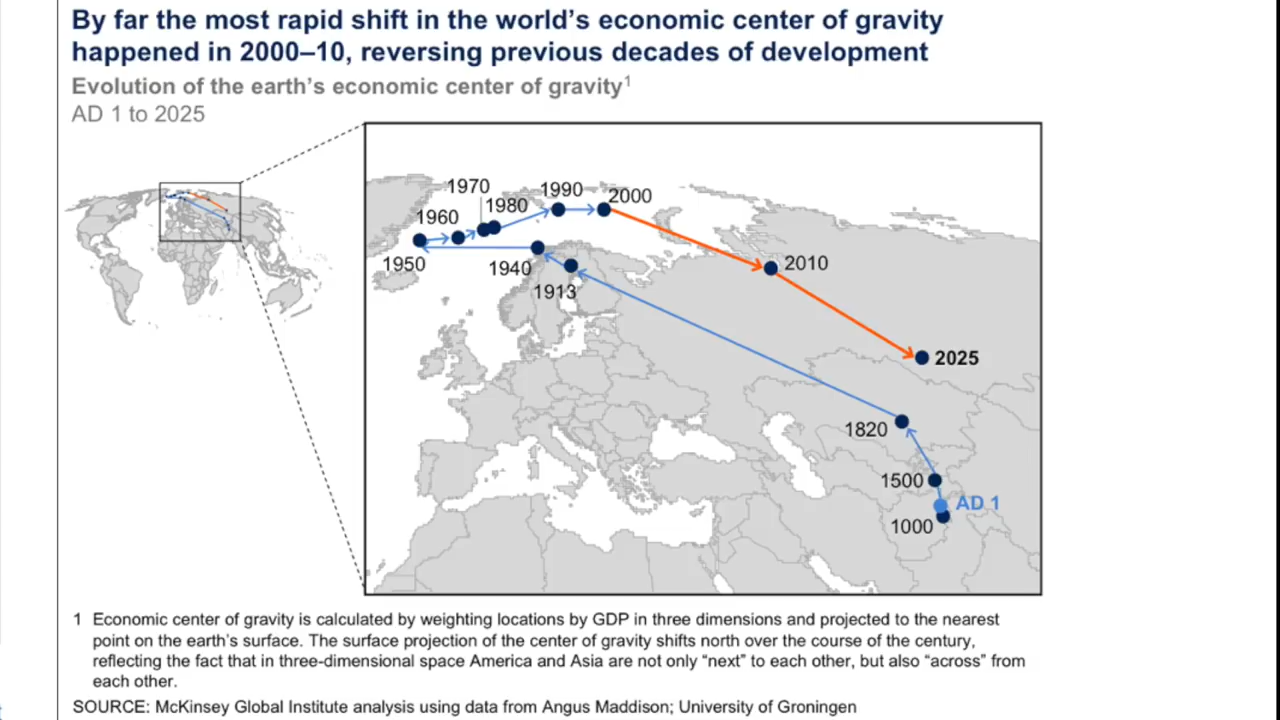 By far the most rapid shift in the world's economic center of gravity
happened in 2000–10, reversing previous decades of development
Evolution of the earth's economic center of gravity1
AD 1 to 2025
1970
1990
2000
1960
1980
1950
1940
2010
1913
2025
1820
1500
AD 1
1000
1 Economic center of gravity is calculated by weighting locations by GDP in three dimensions and projected to the nearest
point on the earth's surface. The surface projection of the center of gravity shifts north over the course of the century,
reflecting the fact that in three-dimensional space America and Asia are not only “next” to each other, but also “across” from
each other.
SOURCE: McKinsey Global Institute analysis using data from Angus Maddison; University of Groningen